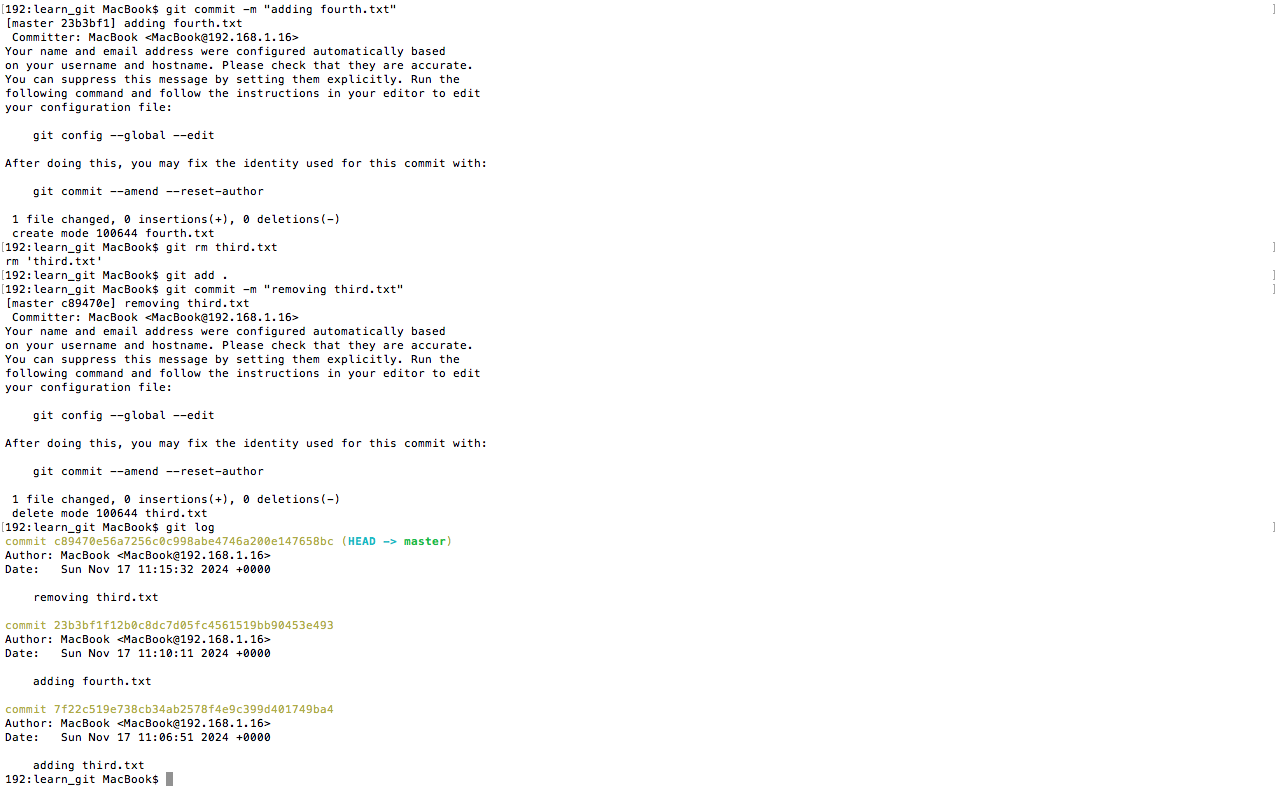 [192:learn_git MacBook$ git commit -m "adding fourth.txt" ]
[master 23b3bf1] adding fourth.txt
 Committer: MacBook <MacBook@192.168.1.16>
Your name and email address were configured automatically based
on your username and hostname. Please check that they are accurate.
You can suppress this message by setting them explicitly. Run the
following command and follow the instructions in your editor to edit
your configuration file:

    git config --global --edit

After doing this, you may fix the identity used for this commit with:

    git commit --amend --reset-author

 1 file changed, 0 insertions(+), 0 deletions(-)
 create mode 100644 fourth.txt
[192:learn_git MacBook$ git rm third.txt ]
rm 'third.txt'
[192:learn_git MacBook$ git add . ]
[192:learn_git MacBook$ git commit -m "removing third.txt" ]
[master c89470e] removing third.txt
 Committer: MacBook <MacBook@192.168.1.16>
Your name and email address were configured automatically based
on your username and hostname. Please check that they are accurate.
You can suppress this message by setting them explicitly. Run the
following command and follow the instructions in your editor to edit
your configuration file:

    git config --global --edit

After doing this, you may fix the identity used for this commit with:

    git commit --amend --reset-author

 1 file changed, 0 insertions(+), 0 deletions(-)
 delete mode 100644 third.txt
[192:learn_git MacBook$ git log ]
commit c89470e56a7256c0c998abe4746a200e147658bc (HEAD -> master)
Author: MacBook <MacBook@192.168.1.16>
Date:   Sun Nov 17 11:15:32 2024 +0000

    removing third.txt

commit 23b3bf1f12b0c8dc7d05fc4561519bb90453e493
Author: MacBook <MacBook@192.168.1.16>
Date:   Sun Nov 17 11:10:11 2024 +0000

    adding fourth.txt

commit 7f22c519e738cb34ab2578f4e9c399d401749ba4
Author: MacBook <MacBook@192.168.1.16>
Date:   Sun Nov 17 11:06:51 2024 +0000

    adding third.txt
192:learn_git MacBook$